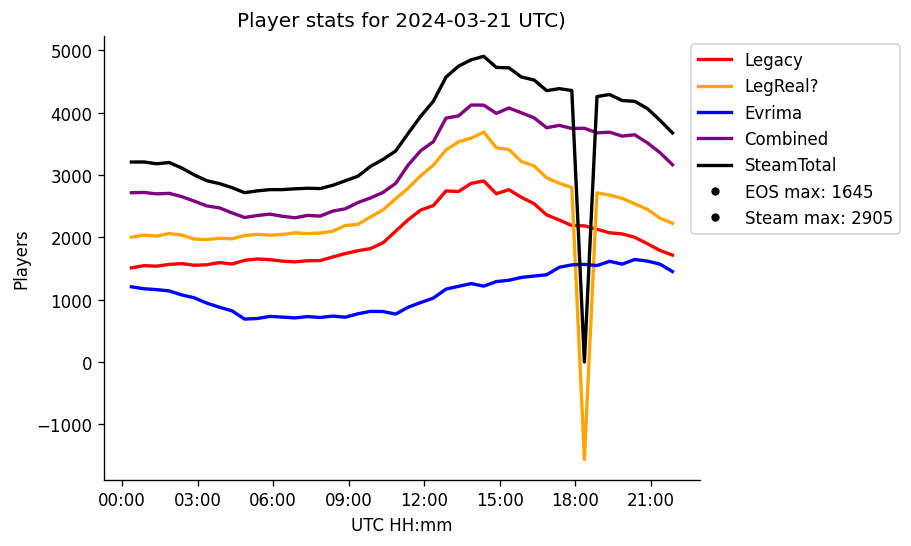 Player stats for 2024-03-21 UTC)
5000
4000
3000
2000
1000
0
−1000
Players
00:00 03:00 06:00 09:00 12:00 15:00 18:00 21:00
UTC HH:mm
Legacy
LegReal?
Evrima
Combined
SteamTotal
EOS max: 1645
Steam max: 2905